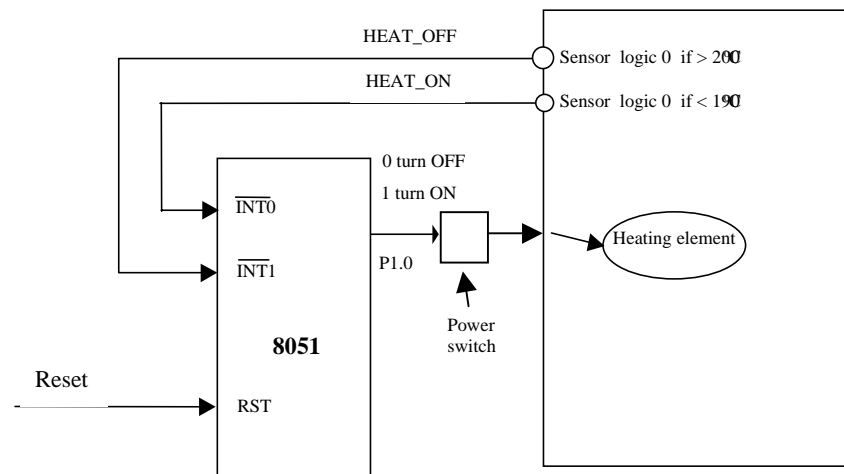 HEAT_OFF
Sensor logic 0 if > 200°C
HEAT_ON
Sensor logic 0 if < 190°C
0 turn OFF
1 turn ON
INT0
Heating element
INT1
P1.0
Power
switch
8051
Reset
RST